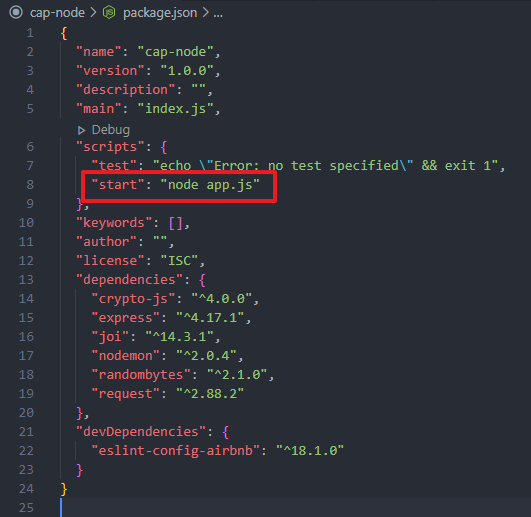 cap-node > package.json > ...
1 {
2 "name": "cap-node",
3 "version": "1.0.0",
4 "description": "",
5 "main": "index.js",
Debug
6 "scripts": {
7 "test": "echo \"Error: no test specified\" && exit 1",
8 "start": "node app.js"
9 },
10 "keywords": [],
11 "author": "",
12 "license": "ISC",
13 "dependencies": {
14 "crypto-js": "^4.0.0",
15 "express": "^4.17.1",
16 "joi": "^14.3.1",
17 "nodemon": "^2.0.4",
18 "randombytes": "^2.1.0",
19 "request": "^2.88.2"
20 },
21 "devDependencies": {
22 "eslint-config-airbnb": "^18.1.0"
23 }
24 }
25